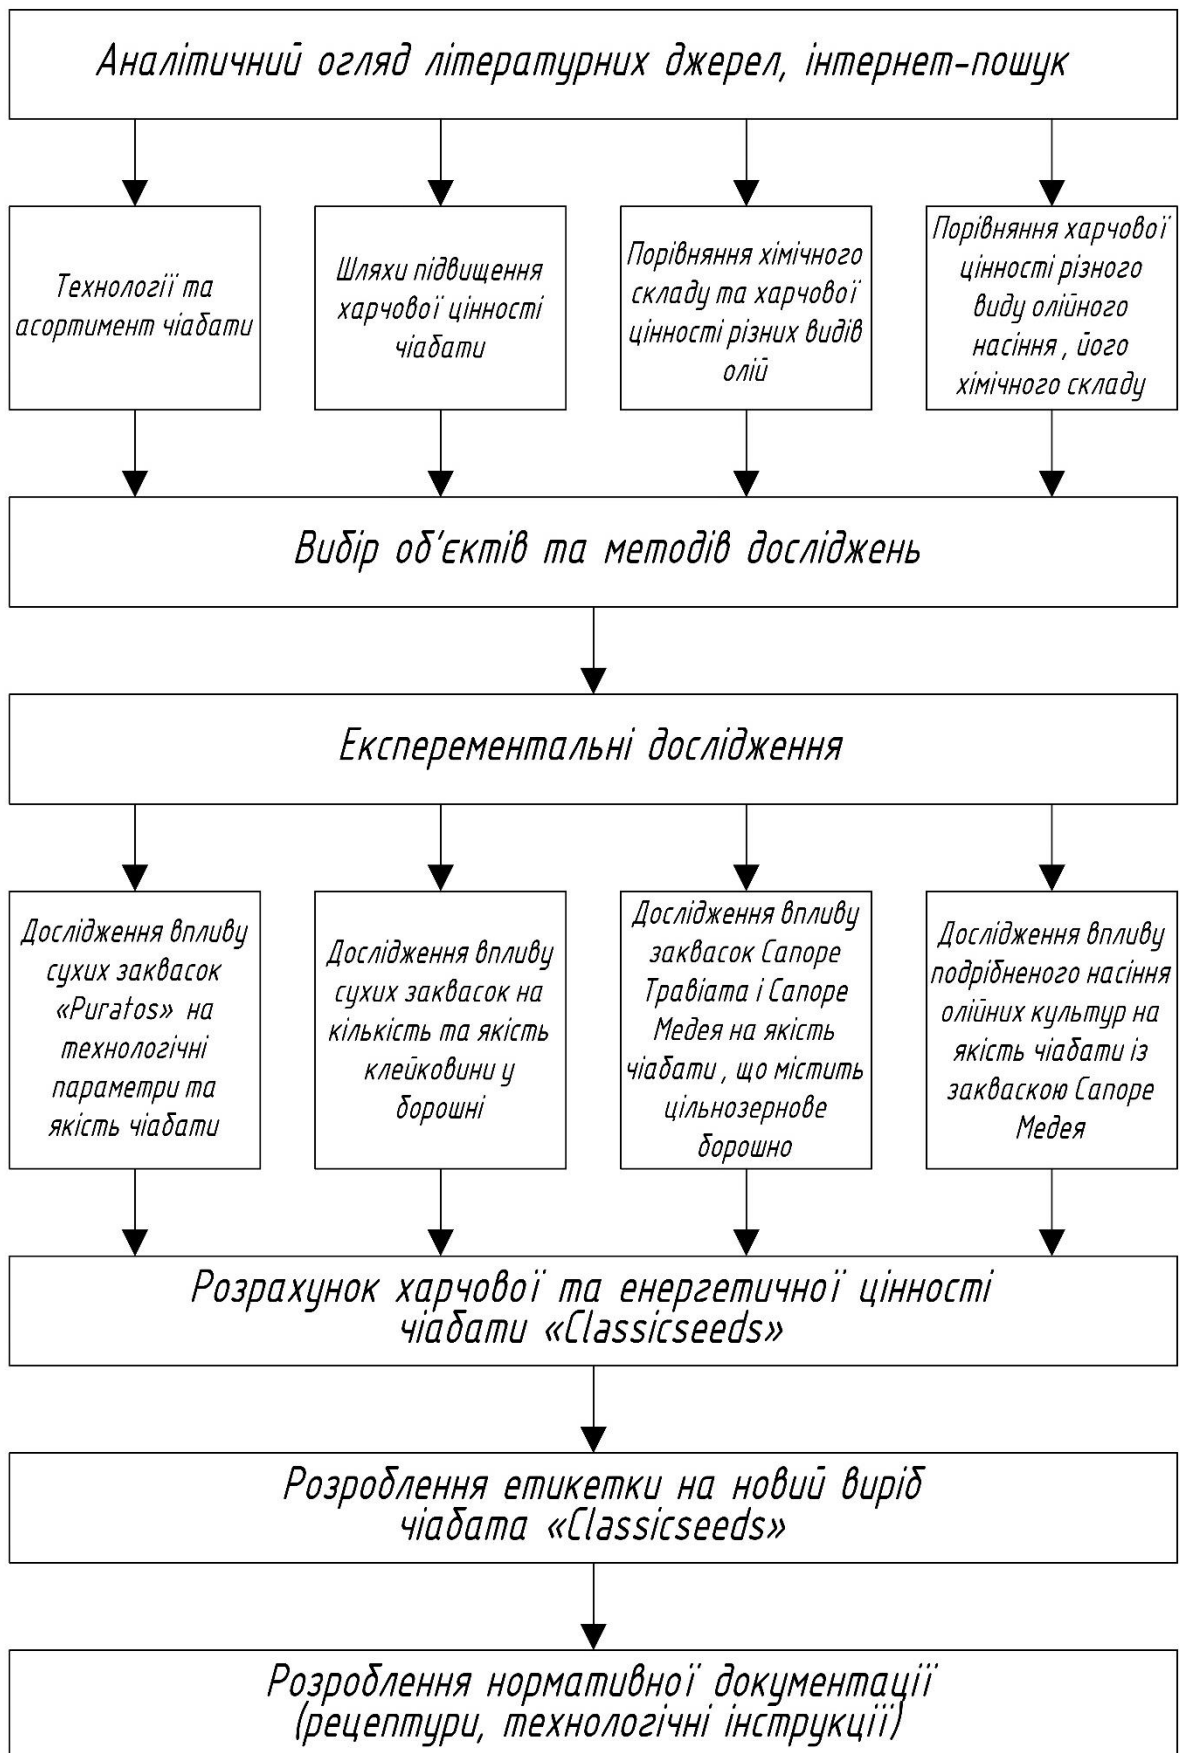 Аналітичний огляд літературних джерел, інтернет-пошук
Технології та
асортимент чіабати
Шляхи підвищення
харчової цінності
чіабати
Порівняння хімічного
складу та харчової
цінності різних видів
олій
Порівняння харчової
цінності різного
виду олійного
насіння , його
хімічного складу
Вибір об'єктів та методів досліджень
Експерементальні дослідження
Дослідження впливу
сухих заквасок
«Puratos» на
технологічні
параметри та
якість чіабати
Дослідження впливу
сухих заквасок на
кількість та якість
клейковини у
борошні
Дослідження впливу
заквасок Сапоре
Травіата і Сапоре
Медея на якість
чіабати , що містить
цільнозернове
борошно
Дослідження впливу
подрібненого насіння
олійних культур на
якість чіабати із
закваскою Сапоре
Медея
Розрахунок харчової та енергетичної цінності
чіабати «Classicseeds»
Розроблення етикетки на новий виріб
чіабата «Classicseeds»
Розроблення нормативної документації
(рецептури, технологічні інструкції)